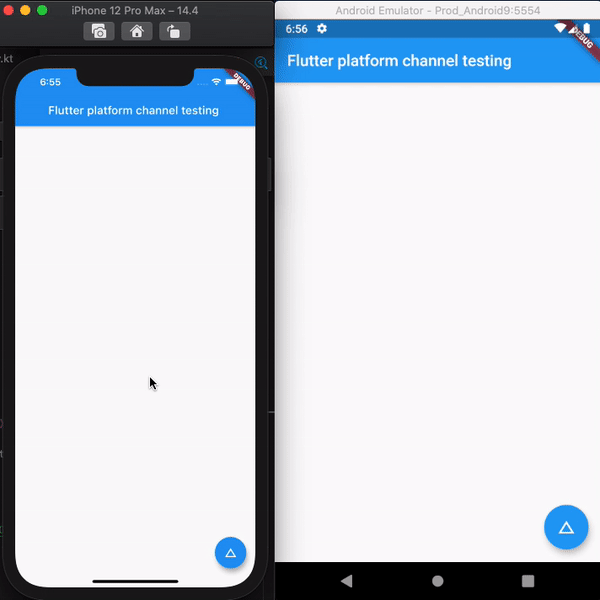 iPhone 12 Pro Max – 14.4
.kt
6:55
DEBUG
Flutter platform channel testing
Android Emulator - Prod_Android9:5554
6:56
DEBUG
Flutter platform channel testing